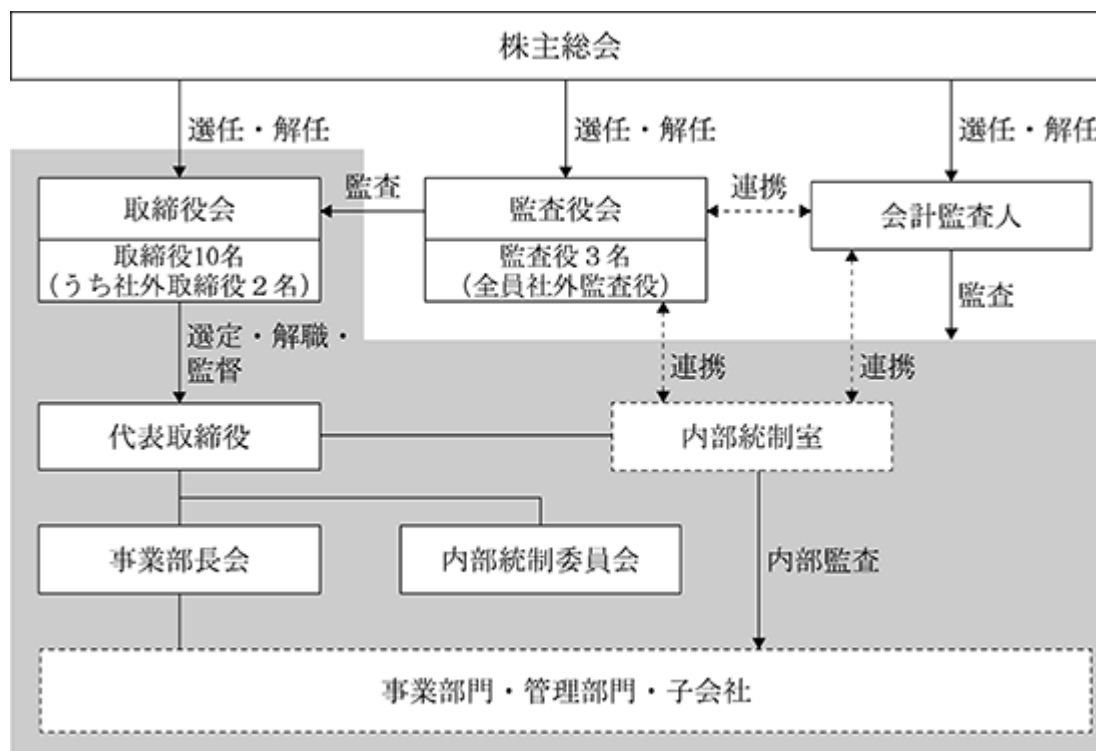 株主総会
選任・解任
選任・解任
選任・解任
取締役会
取締役10名
(うち社外取締役２名)
監査
監査役会
監査役３名
(全員社外監査役)
連携
会計監査人
監査
選定・解職・
監督
連携
連携
代表取締役
内部統制室
事業部長会
内部統制委員会
内部監査
事業部門・管理部門・子会社